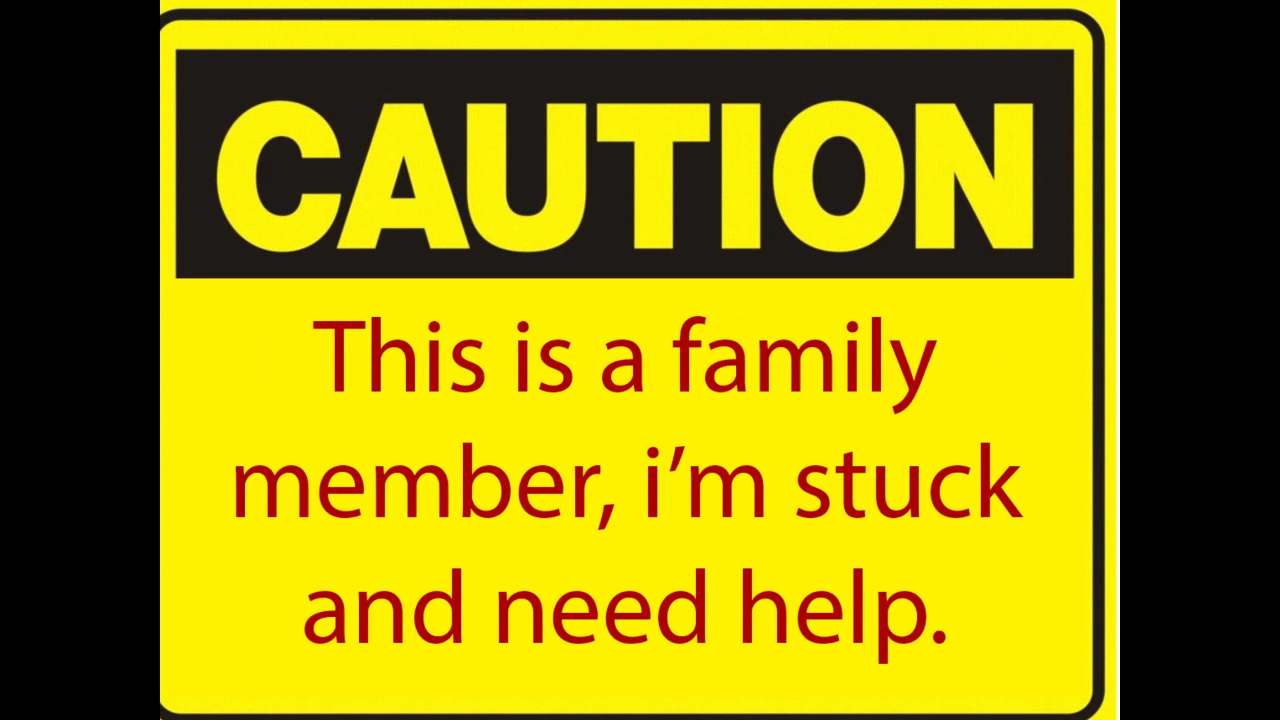 CAUTION
This is a family
member, i’m stuck
and need help.